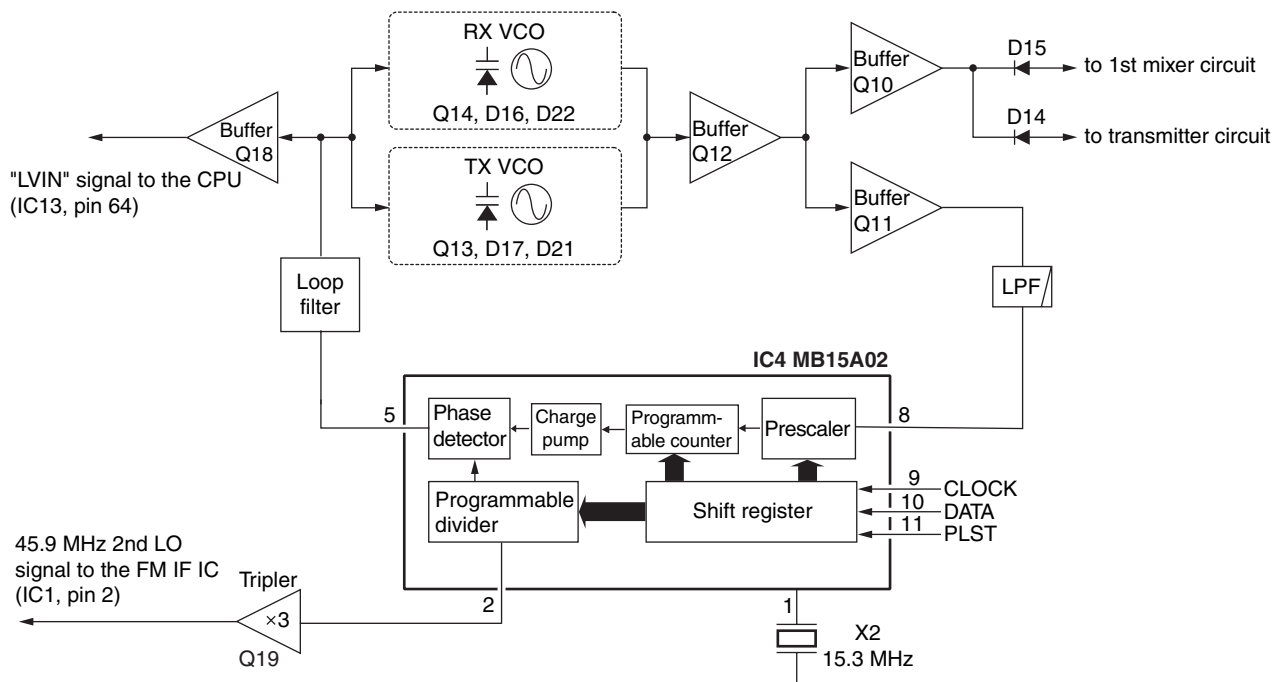 RX VCO
Q14, D16, D22
Buffer
Q18
"LVIN" signal to the CPU
(IC13, pin 64)
TX VCO
Q13, D17, D21
Buffer
Q12
Buffer
Q10
D15
to 1st mixer circuit
D14
to transmitter circuit
Buffer
Q11
Loop
filter
LPF
IC4 MB15A02
5
Phase
detector
Charge
pump
Programm-
able counter
Prescaler
8
Programmable
divider
Shift register
9
CLOCK
10
DATA
11
PLST
45.9 MHz 2nd LO
signal to the FM IF IC
(IC1, pin 2)
Tripler
×3
Q19
2
1
X2
15.3 MHz